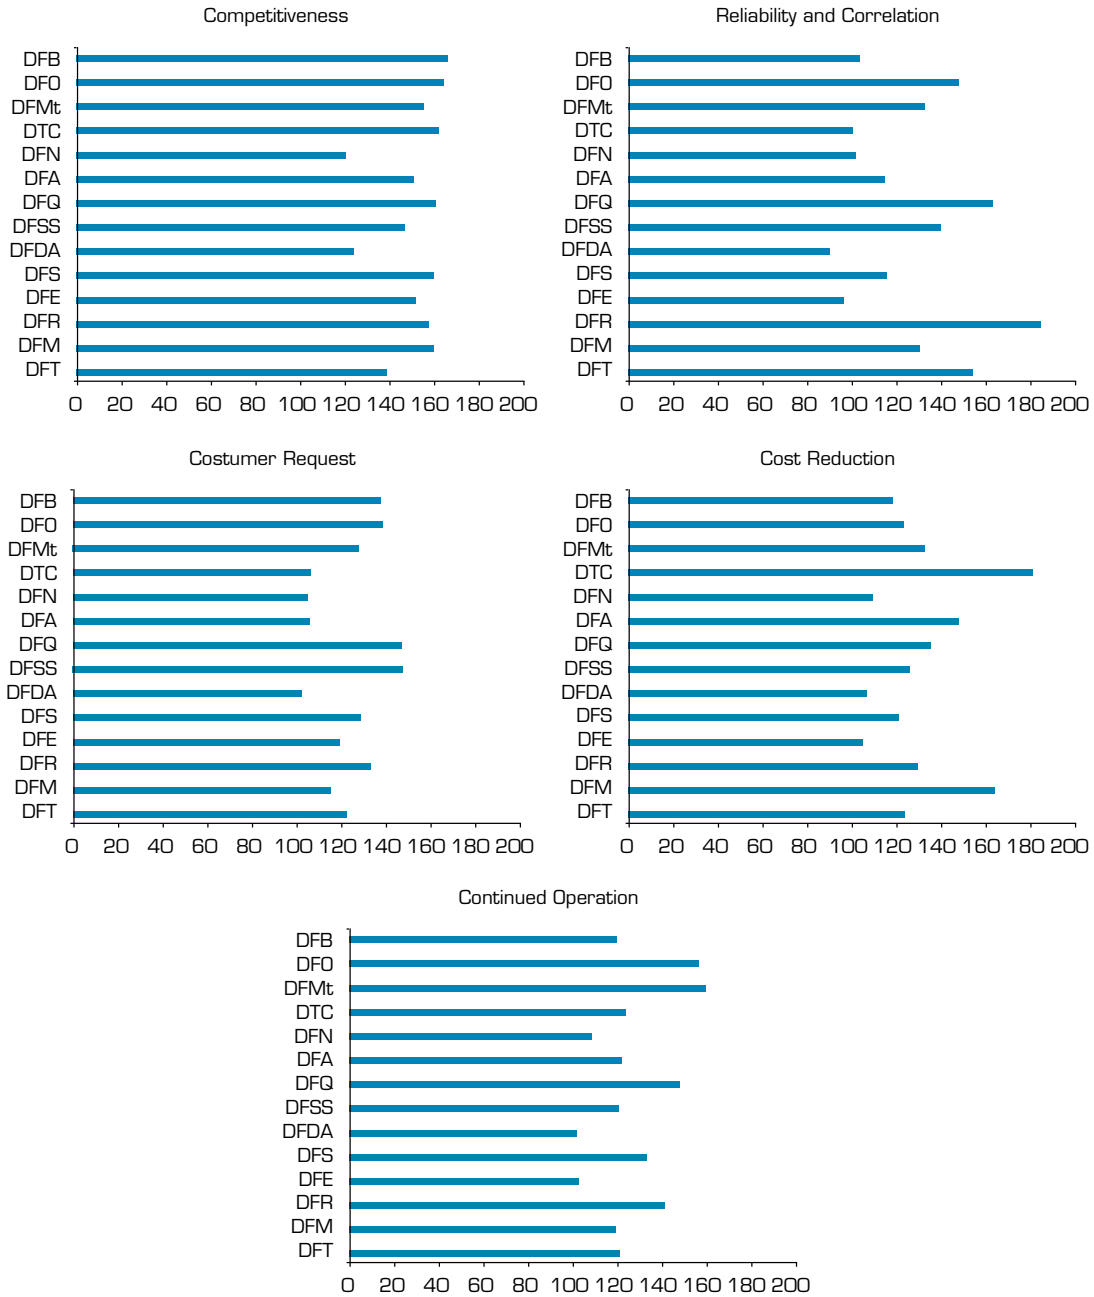 Competitiveness
DFB
DFO
DFMt
DTC
DFN
DFA
DFQ
DFSS
DFDA
DFS
DFE
DFR
DFM
DFT
0 20 40 60 80 100 120 140 160 180 200
Reliability and Correlation
DFB
DFO
DFMt
DTC
DFN
DFA
DFQ
DFSS
DFDA
DFS
DFE
DFR
DFM
DFT
0 20 40 60 80 100 120 140 160 180 200
Costumer Request
DFB
DFO
DFMt
DTC
DFN
DFA
DFQ
DFSS
DFDA
DFS
DFE
DFR
DFM
DFT
0 20 40 60 80 100 120 140 160 180 200
Cost Reduction
DFB
DFO
DFMt
DTC
DFN
DFA
DFQ
DFSS
DFDA
DFS
DFE
DFR
DFM
DFT
0 20 40 60 80 100 120 140 160 180 200
Continued Operation
DFB
DFO
DFMt
DTC
DFN
DFA
DFQ
DFSS
DFDA
DFS
DFE
DFR
DFM
DFT
0 20 40 60 80 100 120 140 160 180 200